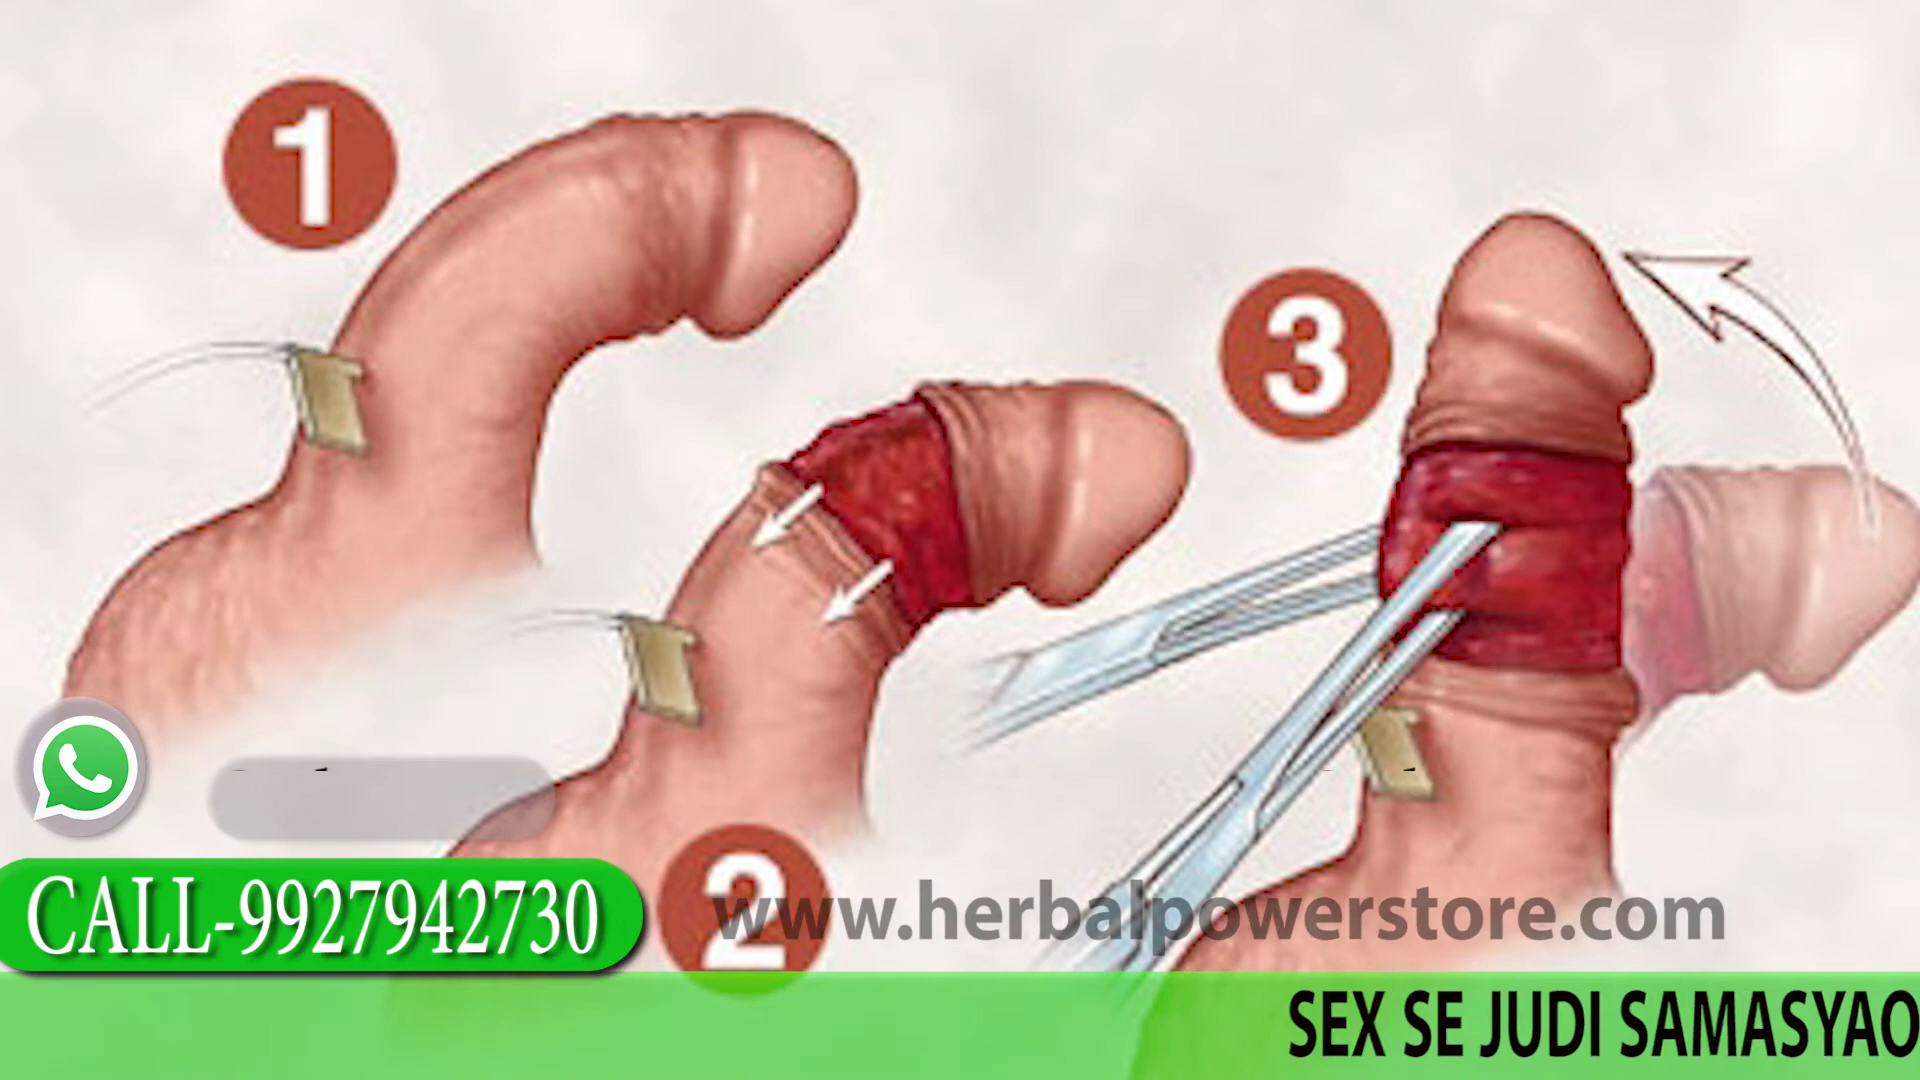 1
3
2
CALL-9927942730
www.herbalpowerstore.com
SEX SE JUDI SAMASYAO